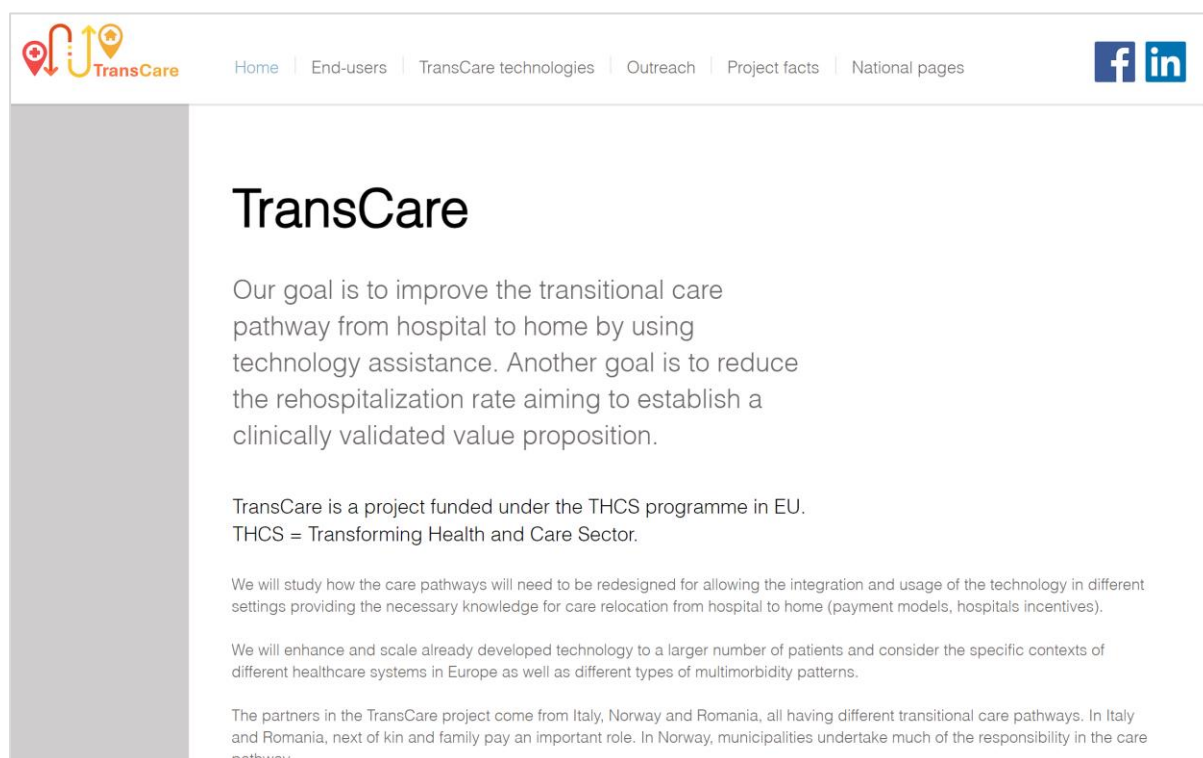 TransCare
Home
End-users
TransCare technologies
Outreach
Project facts
National pages
f
in
TransCare
Our goal is to improve the transitional care
pathway from hospital to home by using
technology assistance. Another goal is to reduce
the rehospitalization rate aiming to establish a
clinically validated value proposition.
TransCare is a project funded under the THCS programme in EU.
THCS = Transforming Health and Care Sector.
We will study how the care pathways will need to be redesigned for allowing the integration and usage of the technology in different
settings providing the necessary knowledge for care relocation from hospital to home (payment models, hospitals incentives).
We will enhance and scale already developed technology to a larger number of patients and consider the specific contexts of
different healthcare systems in Europe as well as different types of multimorbidity patterns.
The partners in the TransCare project come from Italy, Norway and Romania, all having different transitional care pathways. In Italy
and Romania, next of kin and family pay an important role. In Norway, municipalities undertake much of the responsibility in the care